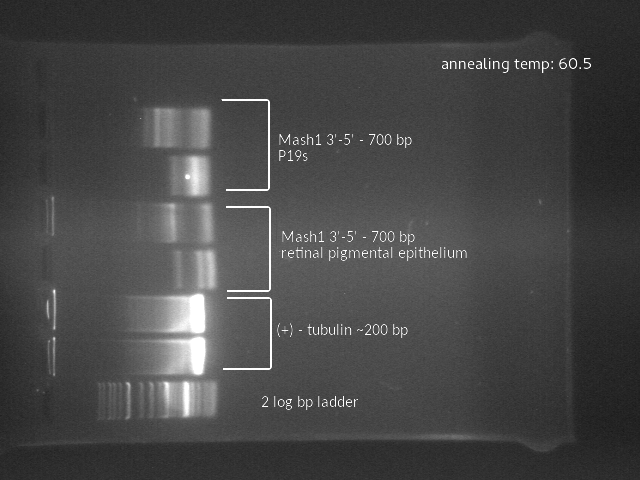 annealing temp: 60.5
Mash1 3'-5' - 700 bp
P19s
Mash1 3'-5' - 700 bp
retinal pigmental epithelium
(+) - tubulin ~200 bp
2 log bp ladder